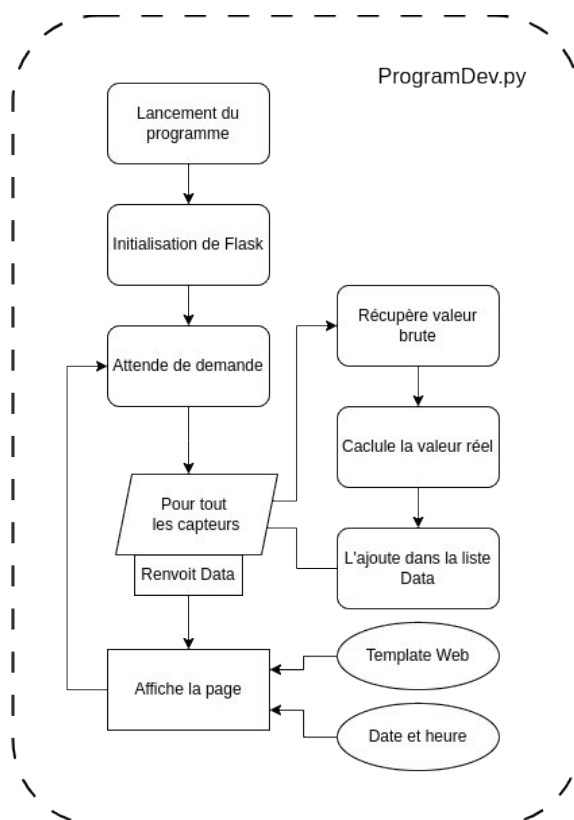 ProgramDev.py
Lancement du
programme
Initialisation de Flask
Attende de demande
Pour tout
les capteurs
Renvoit Data
Récupère valeur
brute
Caclule la valeur réel
L'ajoute dans la liste
Data
Affiche la page
Template Web
Date et heure